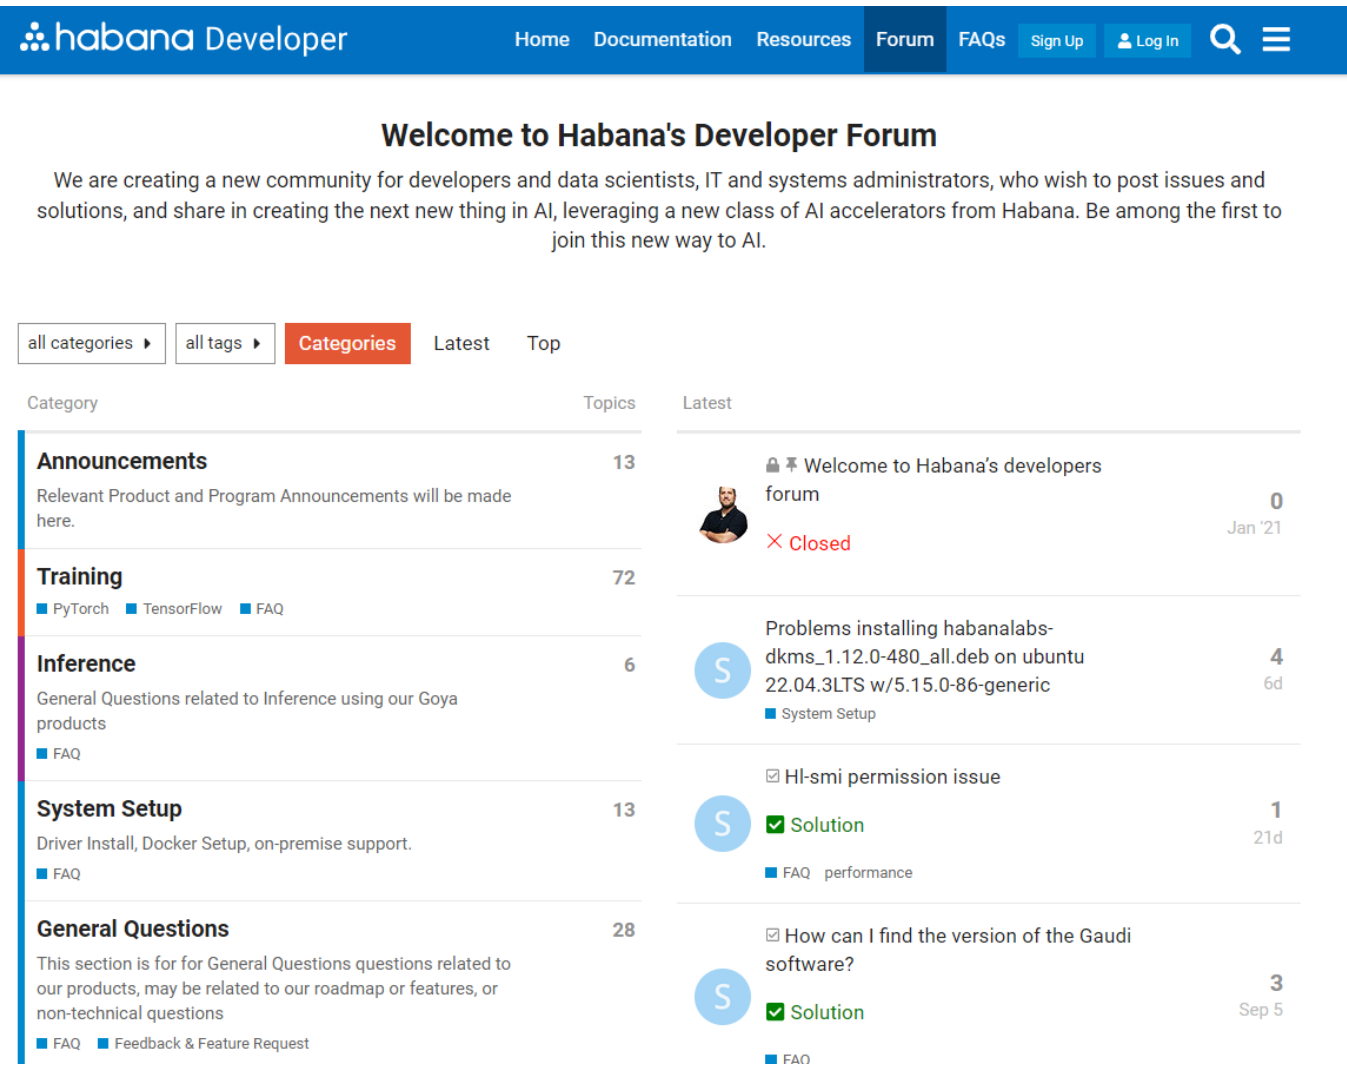 habana Developer
Home Documentation Resources Forum FAQs Sign Up Log In
Welcome to Habana's Developer Forum
We are creating a new community for developers and data scientists, IT and systems administrators, who wish to post issues and
solutions, and share in creating the next new thing in AI, leveraging a new class of AI accelerators from Habana. Be among the first to
join this new way to AI.
all categories all tags Categories Latest Top
Category Topics
Announcements 13
Relevant Product and Program Announcements will be made
here.
Training 72
PyTorch TensorFlow FAQ
Inference 6
General Questions related to Inference using our Goya
products
FAQ
System Setup 13
Driver Install, Docker Setup, on-premise support.
FAQ
General Questions 28
This section is for for General Questions questions related to
our products, may be related to our roadmap or features, or
non-technical questions
FAQ Feedback & Feature Request
Latest
Welcome to Habana’s developers
forum
0
Jan '21
Closed
S
Problems installing habanalabs-
dkms_1.12.0-480_all.deb on ubuntu
22.04.3LTS w/5.15.0-86-generic
4
6d
System Setup
S
Hl-smi permission issue
1
21d
Solution
FAQ performance
S
How can I find the version of the Gaudi
software?
3
Sep 5
Solution
FAQ